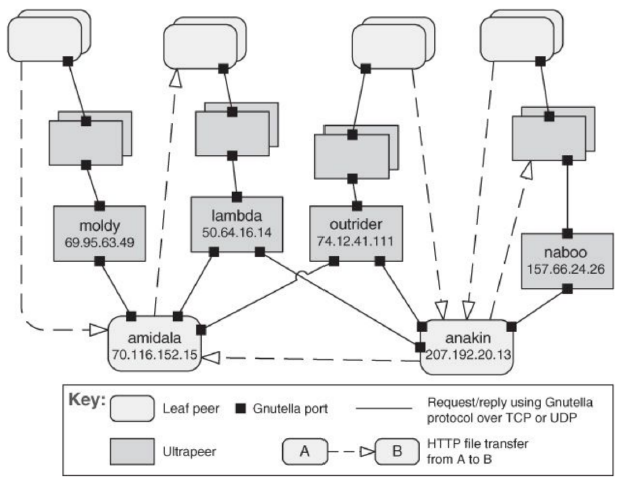 moldy
69.95.63.49
lambda
50.64.16.14
outrider
74.12.41.111
naboo
157.66.24.26
amidala
70.116.152.15
anakin
207.192.20.13
Key:
Leaf peer
Gnutella port
Request/reply using Gnutella
protocol over TCP or UDP
Ultrapeer
A
B
HTTP file transfer
from A to B